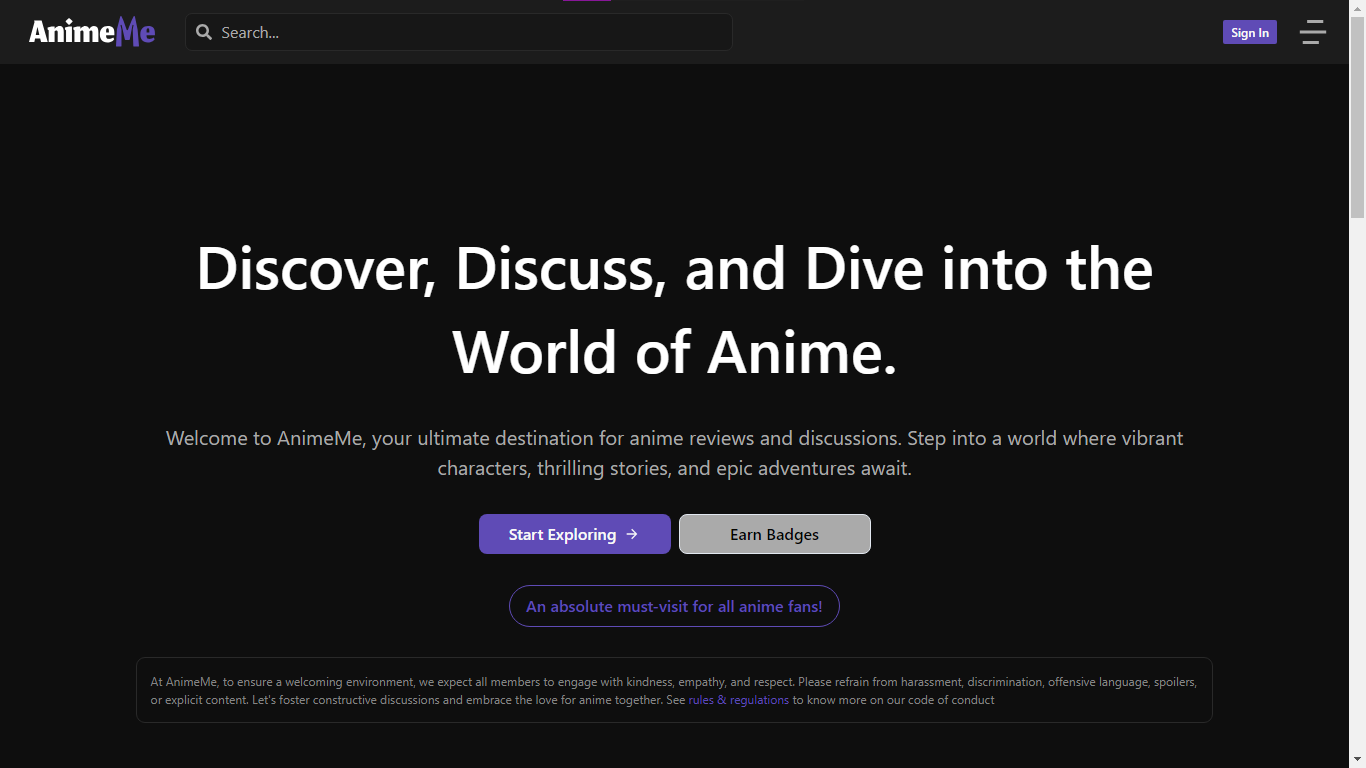 AnimeMe
Search...
Sign In
Discover, Discuss, and Dive into the
World of Anime.
Welcome to AnimeMe, your ultimate destination for anime reviews and discussions. Step into a world where vibrant
characters, thrilling stories, and epic adventures await.
Start Exploring →
Earn Badges
An absolute must-visit for all anime fans!
At AnimeMe, to ensure a welcoming environment, we expect all members to engage with kindness, empathy, and respect. Please refrain from harassment, discrimination, offensive language, spoilers,
or explicit content. Let's foster constructive discussions and embrace the love for anime together. See rules & regulations to know more on our code of conduct